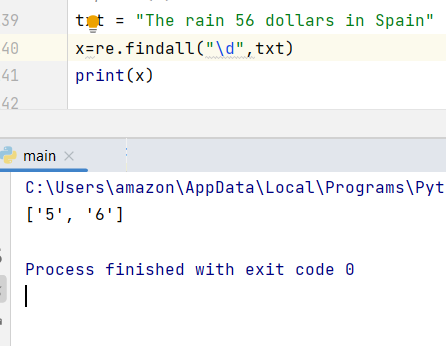 39 txt = "The rain 56 dollars in Spain"
40 x=re.findall("\d",txt)
41 print(x)
42
main
C:\Users\amazon\AppData\Local\Programs\Pyt
['5', '6']
Process finished with exit code 0